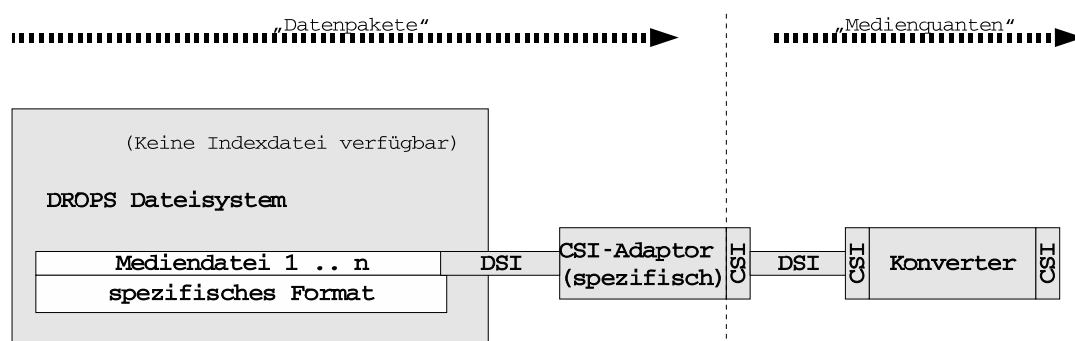 „Datenpakete“
„Medienquanten“
(Keine Indexdatei verfügbar)
DROPS Dateisystem
Mediendatei 1 .. n
spezifisches Format
DSI
CSI-Adaptor
(spezifisch)
CSI
DSI
CSI
Konverter
CSI